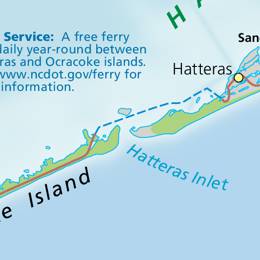 Service: A free ferry
daily year-round between
ras and Ocracoke islands.
www.ncdot.gov/ferry for
information.
San
Hatteras
H A
Hatteras Inlet
e Island